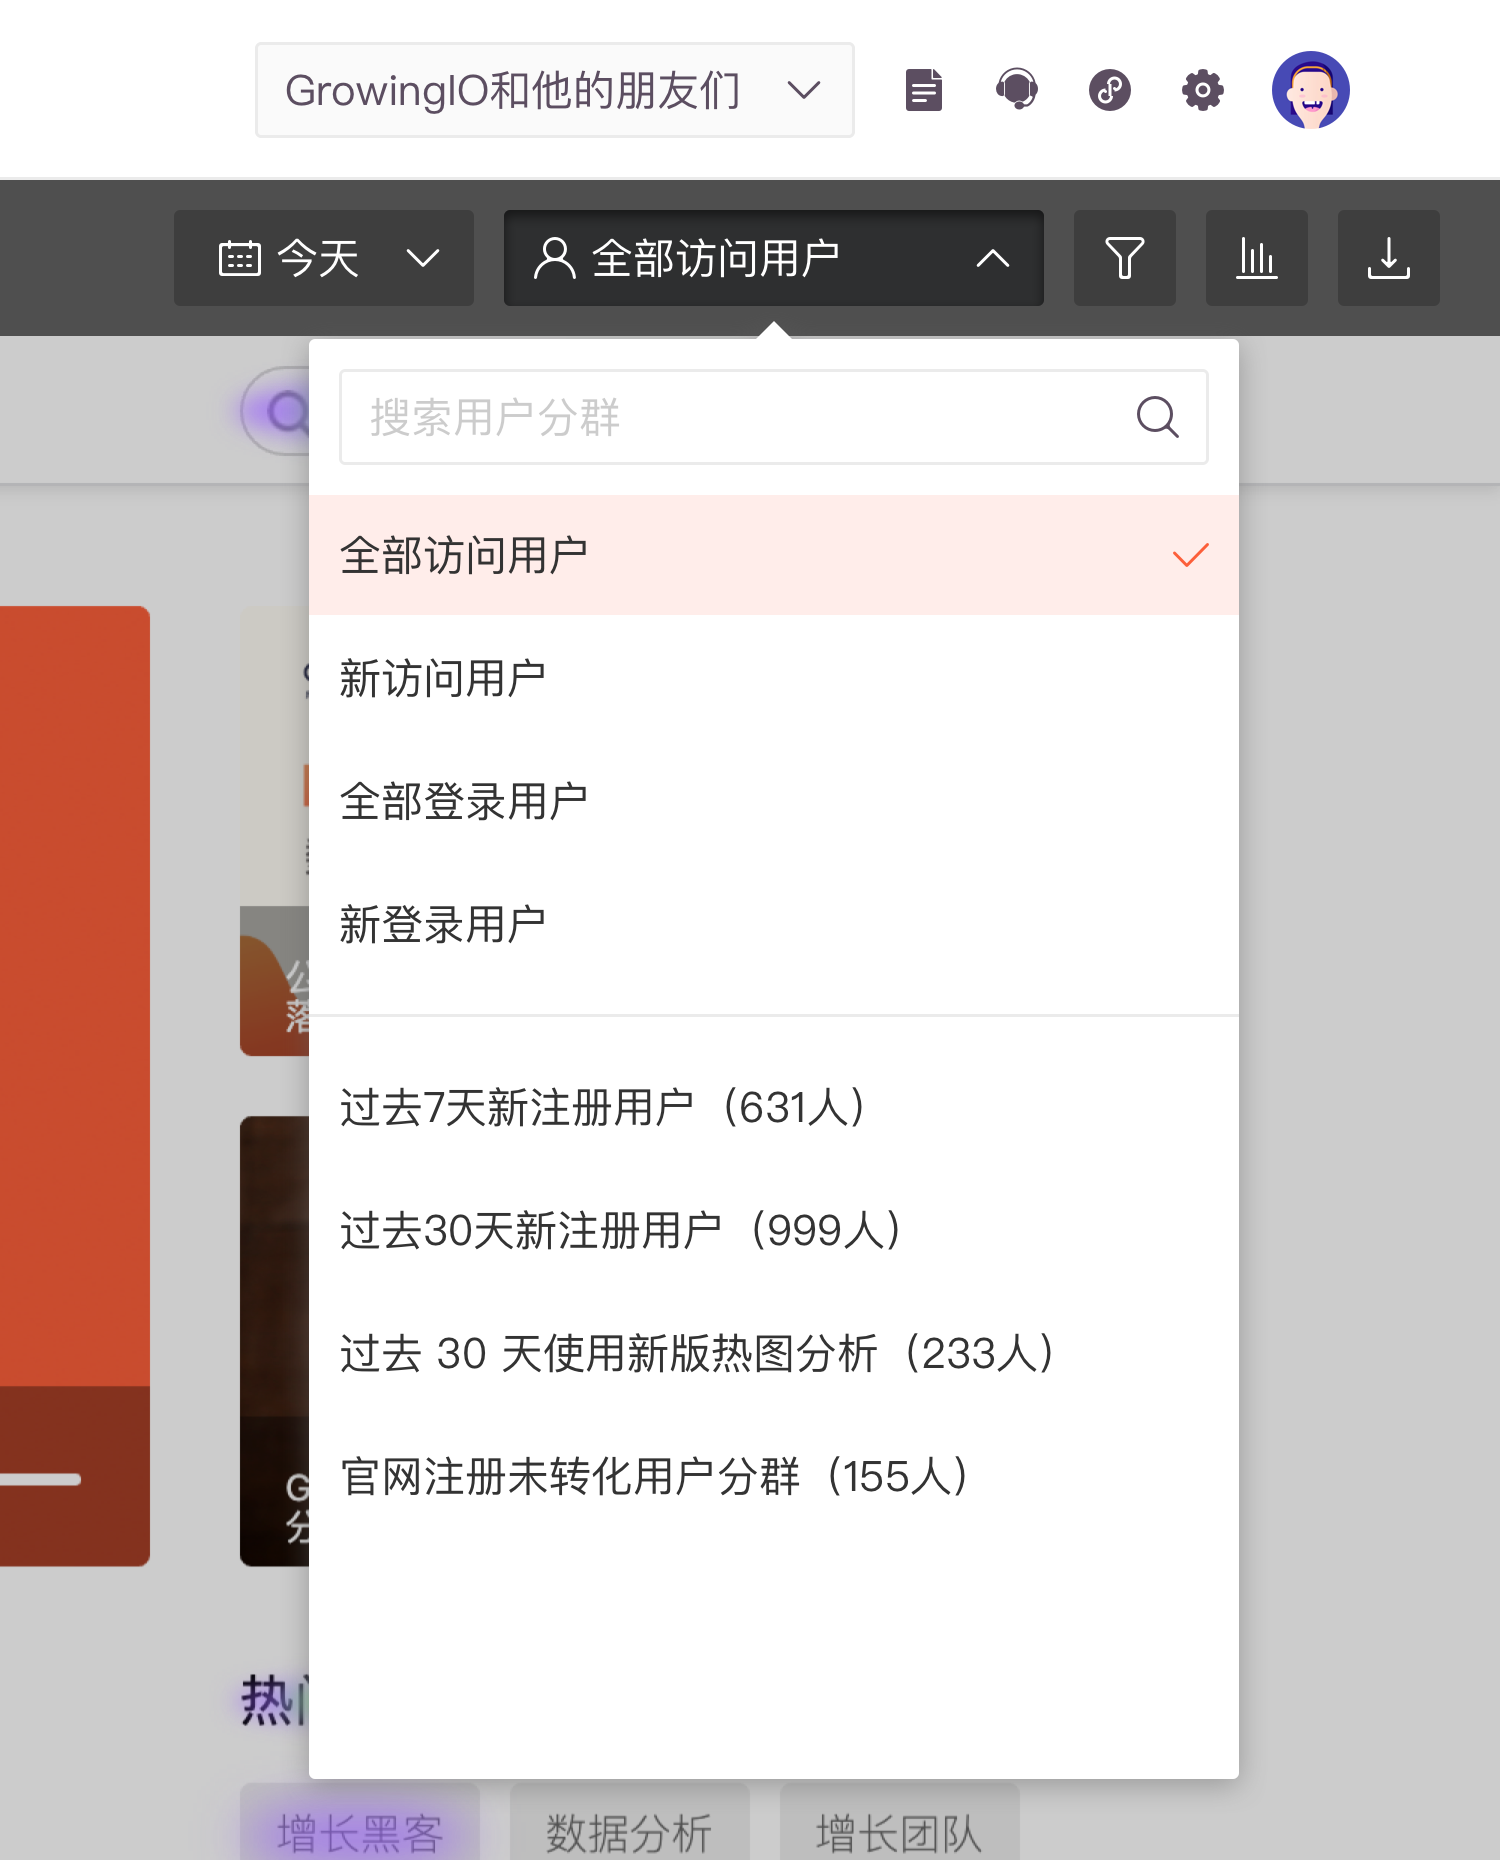 GrowingIO和他的朋友们
今天
全部访问用户
搜索用户分群
全部访问用户
新访问用户
全部登录用户
新登录用户
过去7天新注册用户（631人）
过去30天新注册用户（999人）
过去 30 天使用新版热图分析（233人）
官网注册未转化用户分群（155人）
公
落
G
分
热门
增长黑客
数据分析
增长团队